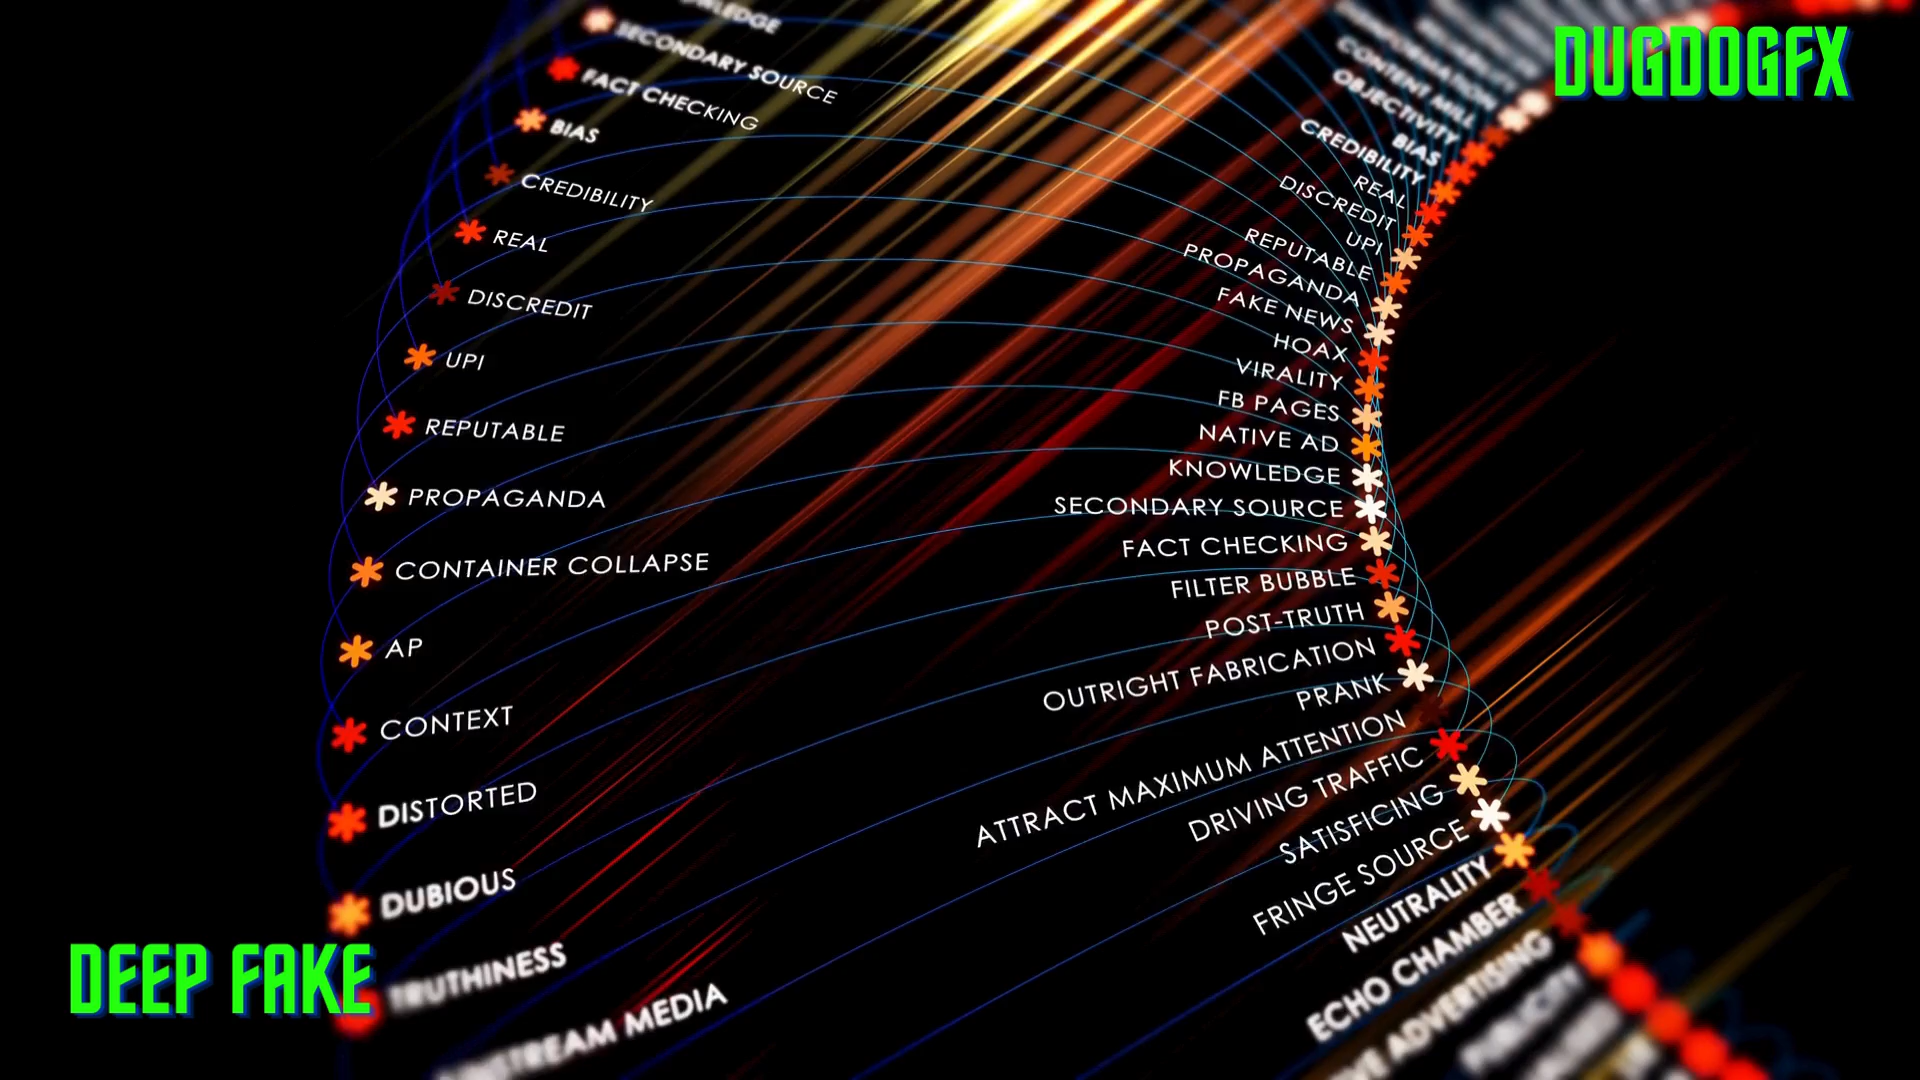 DUGDOGFX
SECONDARY SOURCE
FACT CHECKING
BIAS
CREDIBILITY
REAL
DISCREDIT
UPI
REPUTABLE
PROPAGANDA
CONTAINER COLLAPSE
AP
CONTEXT
DISTORTED
DUBIOUS
TRUTHINESS
MEDIA
CONTENT MILL
OBJECTIVITY
BIAS
CREDIBILITY
REAL
DISCREDIT
UPI
REPUTABLE
PROPAGANDA
FAKE NEWS
HOAX
VIRALITY
FB PAGES
NATIVE AD
KNOWLEDGE
SECONDARY SOURCE
FACT CHECKING
FILTER BUBBLE
POST-TRUTH
OUTRIGHT FABRICATION
PRANK
ATTRACT MAXIMUM ATTENTION
DRIVING TRAFFIC
SATISFICING
FRINGE SOURCE
NEUTRALITY
ECHO CHAMBER
ADVERTISING
PUBLICITY
DEEP FAKE